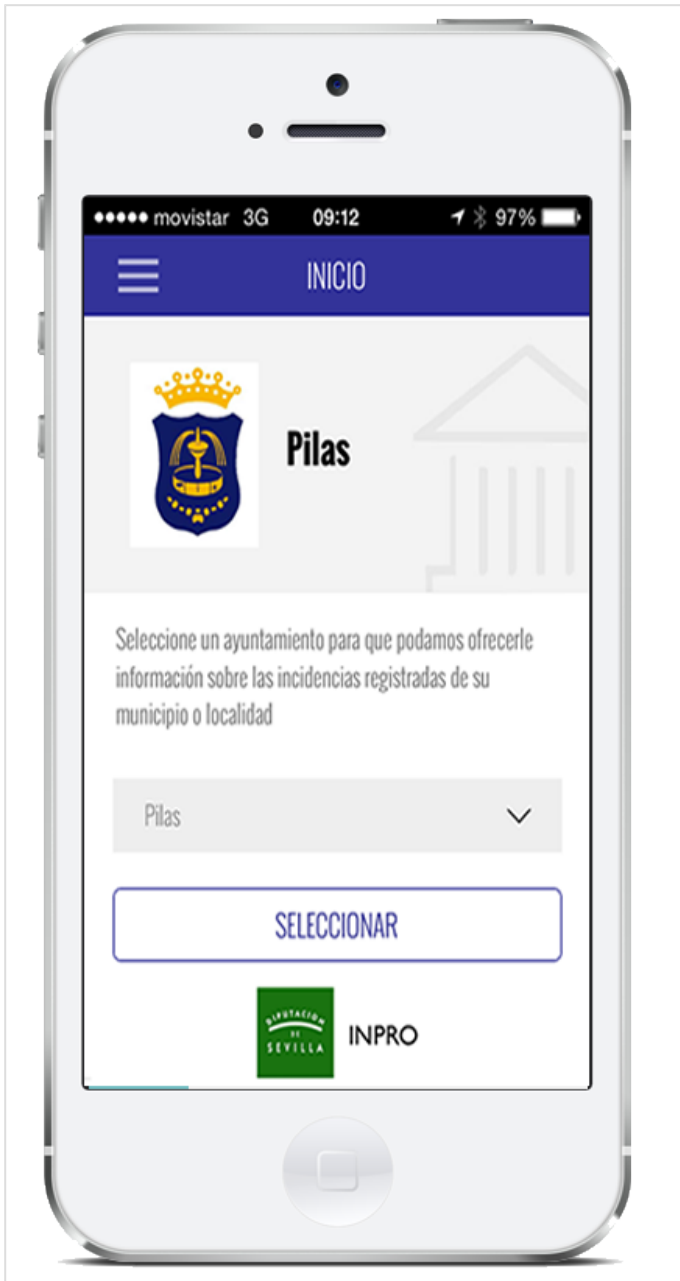 movistar 3G 09:12 97%
INICIO
Pilas
Seleccione un ayuntamiento para que podamos ofrecerle
información sobre las incidencias registradas de su
municipio o localidad
Pilas
SELECCIONAR
DIPUTACION
DE
SEVILLA
INPRO